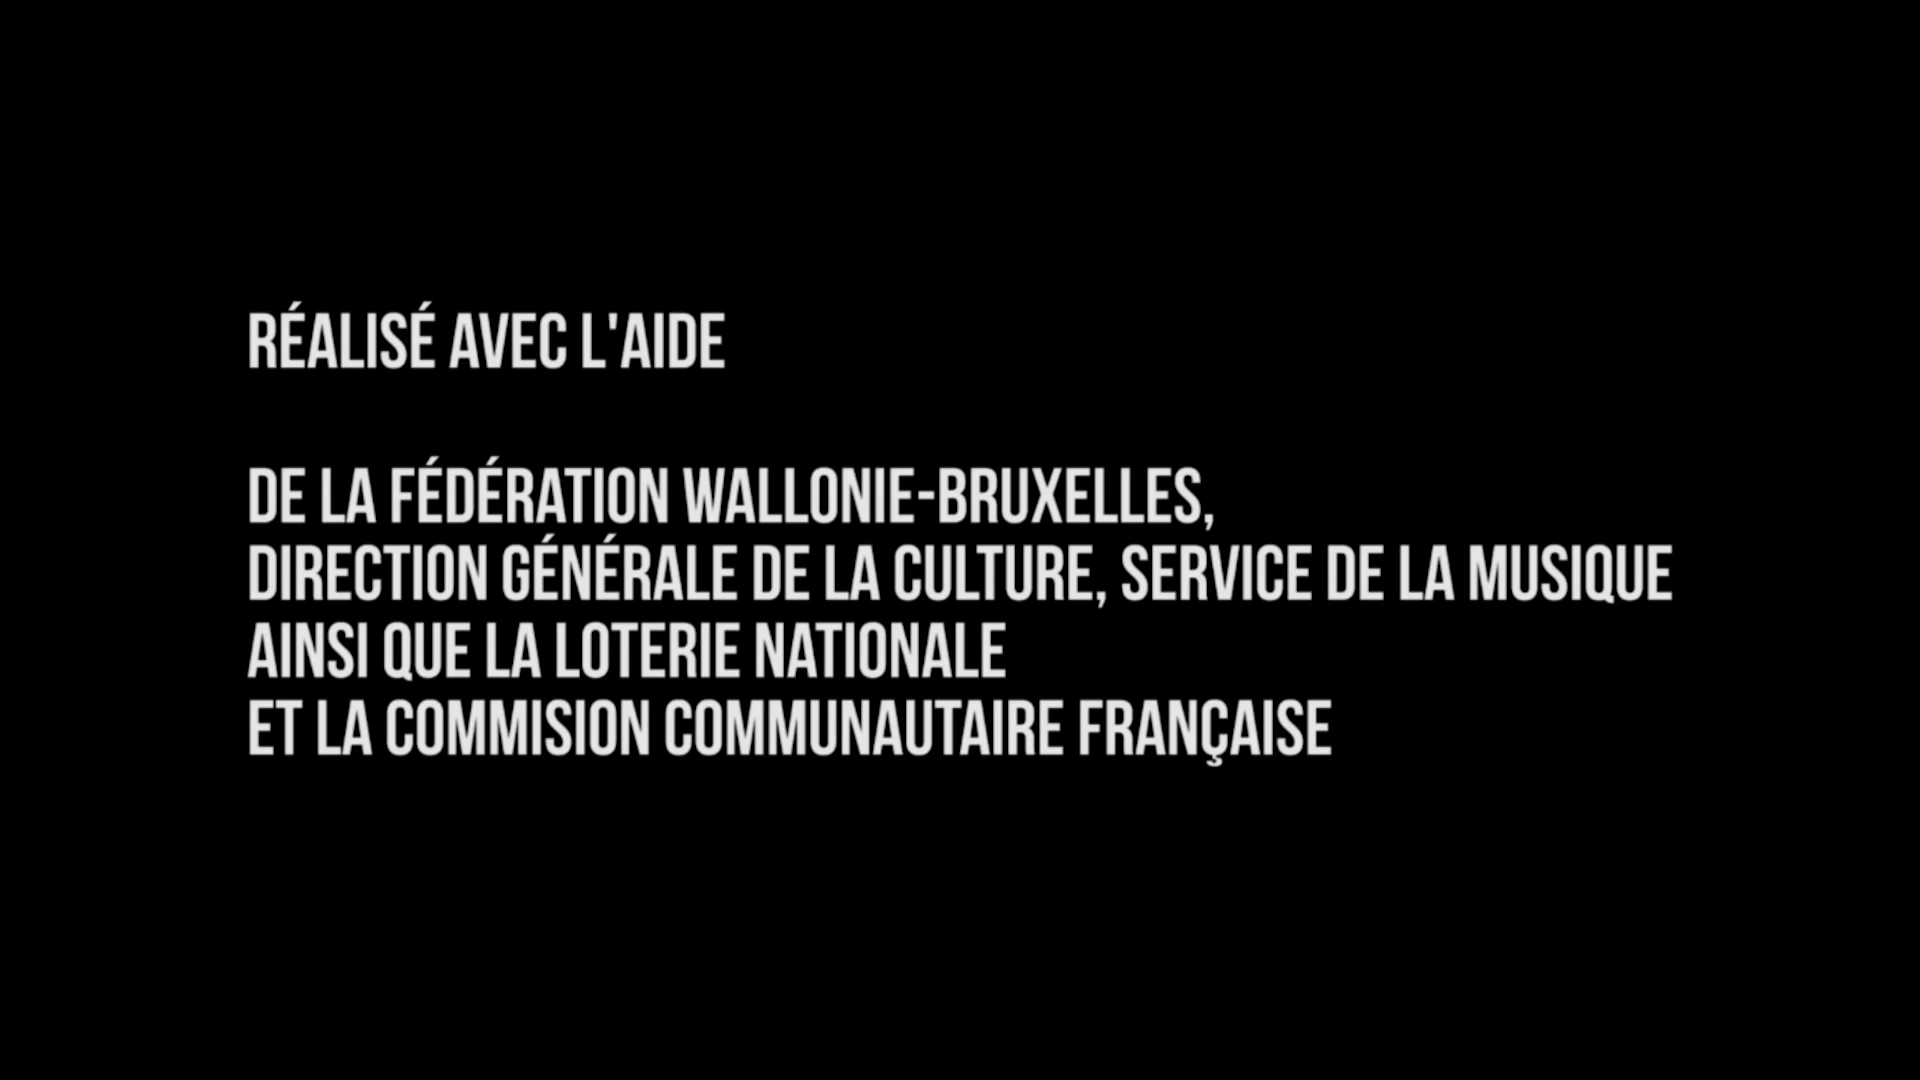 RÉALISÉ AVEC L'AIDE
DE LA FÉDÉRATION WALLONIE-BRUXELLES,
DIRECTION GÉNÉRALE DE LA CULTURE, SERVICE DE LA MUSIQUE
AINSI QUE LA LOTERIE NATIONALE
ET LA COMMISION COMMUNAUTAIRE FRANÇAISE